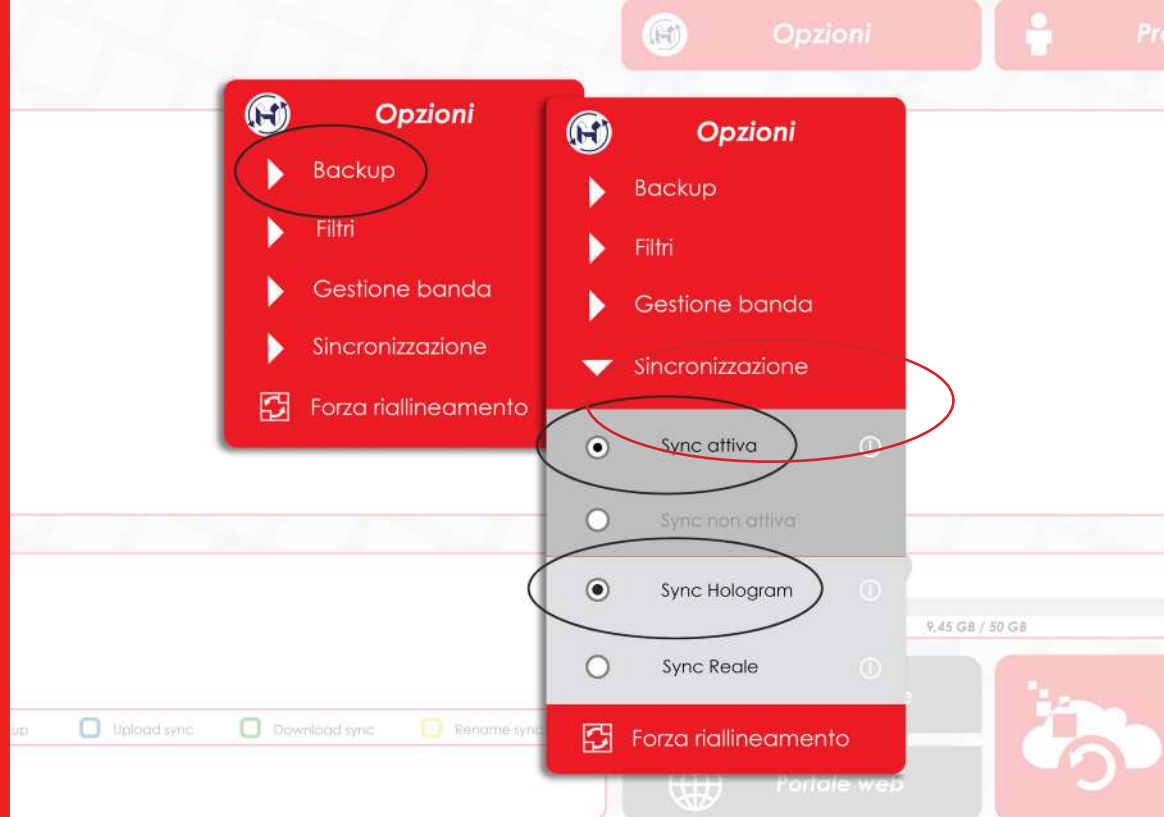 Opzioni
Pr
Opzioni
Backup
Filtri
Gestione banda
Sincronizzazione
Forza riallineamento
Opzioni
Backup
Filtri
Gestione banda
Sincronizzazione
Sync attiva
Sync non attiva
Sync Hologram
Sync Reale
Forza riallineamento
9,45 GB / 50 GB
e
up
Upload sync
Download sync
Rename sync
Portale web